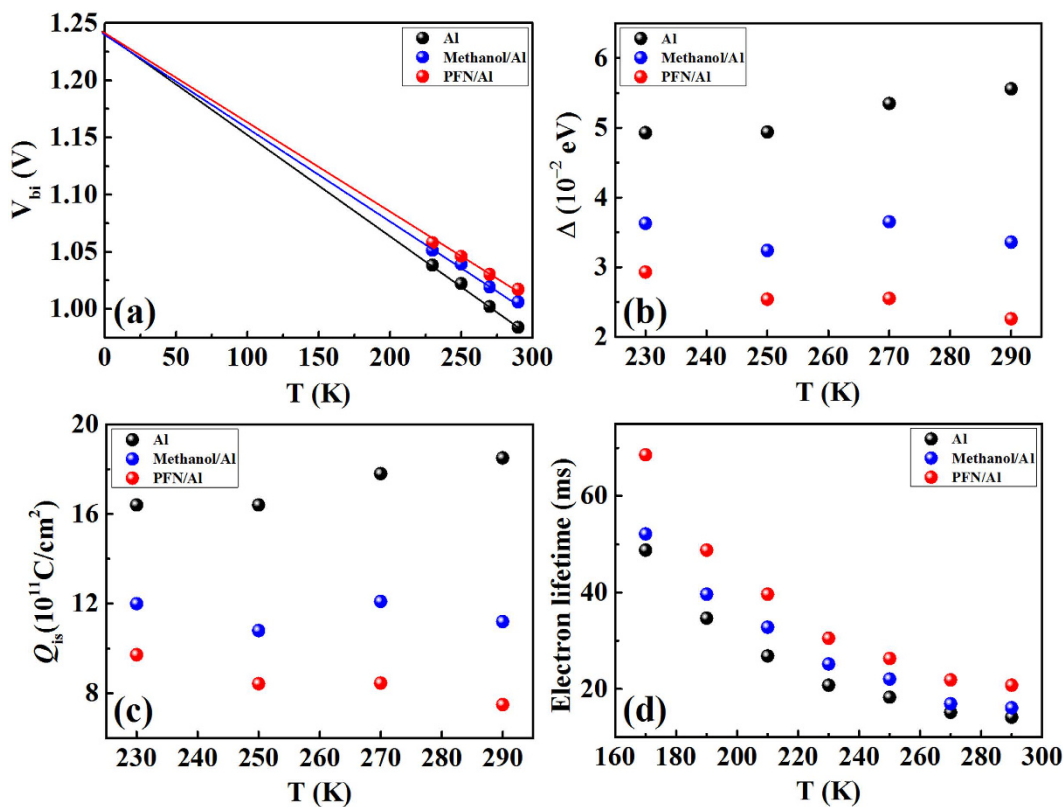 1.25
1.20
1.15
1.10
1.05
1.00
V_bi (V)
0 50 100 150 200 250 300
T (K)
(a)
Al
Methanol/Al
PFN/Al
6
5
4
3
2
Δ (10⁻² eV)
230 240 250 260 270 280 290
T (K)
(b)
Al
Methanol/Al
PFN/Al
20
16
12
8
Q_is (10¹¹C/cm²)
230 240 250 260 270 280 290
T (K)
(c)
Al
Methanol/Al
PFN/Al
60
40
20
Electron lifetime (ms)
160 180 200 220 240 260 280 300
T (K)
(d)
Al
Methanol/Al
PFN/Al